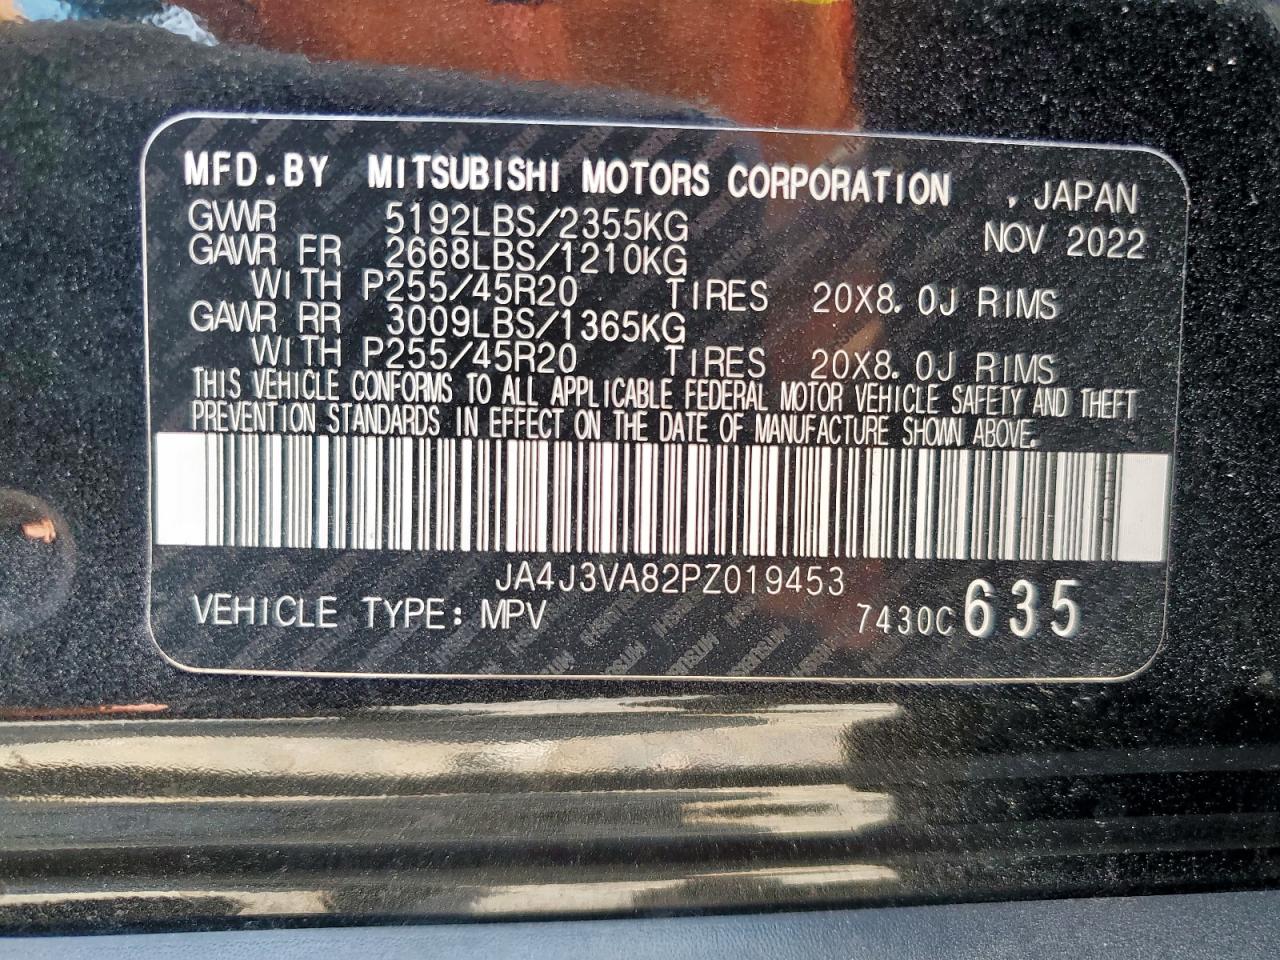 MFD.BY MITSUBISHI MOTORS CORPORATION , JAPAN
GVWR 5192LBS/2355KG NOV 2022
GAWR FR 2668LBS/1210KG
WITH P255/45R20 TIRES 20X8.0J RIMS
GAWR RR 3009LBS/1365KG
WITH P255/45R20 TIRES 20X8.0J RIMS
THIS VEHICLE CONFORMS TO ALL APPLICABLE FEDERAL MOTOR VEHICLE SAFETY AND THEFT
PREVENTION STANDARDS IN EFFECT ON THE DATE OF MANUFACTURE SHOWN ABOVE.
JA4J3VA82PZ019453
VEHICLE TYPE: MPV 7430C 635